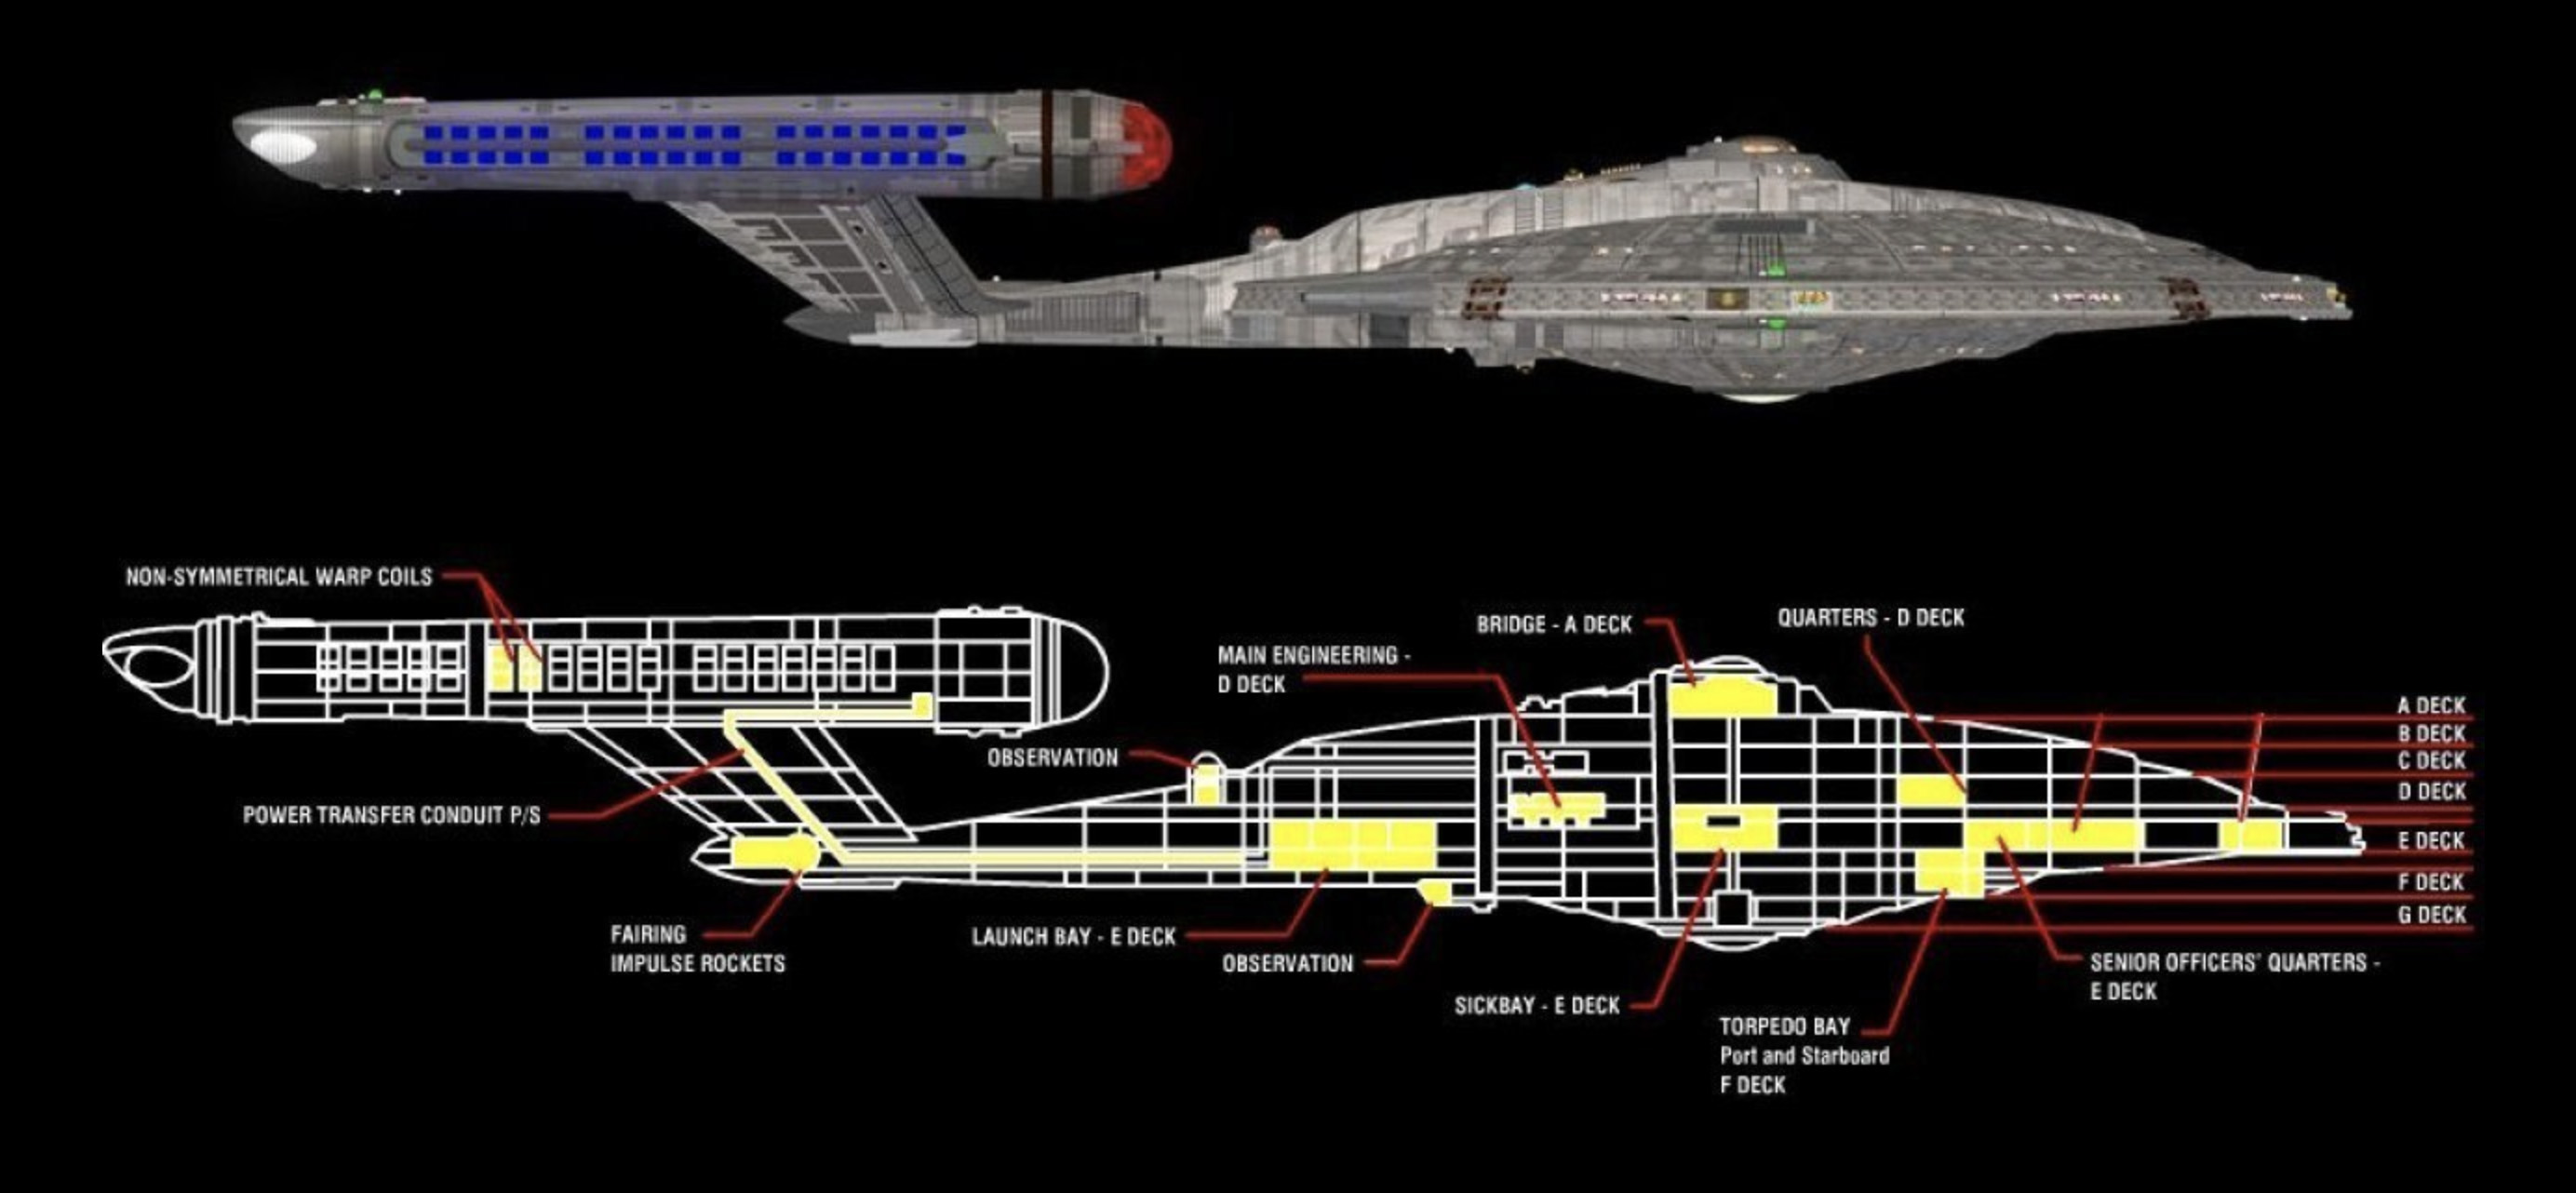 NON-SYMMETRICAL WARP COILS
BRIDGE - A DECK
QUARTERS - D DECK
MAIN ENGINEERING -
D DECK
OBSERVATION
POWER TRANSFER CONDUIT P/S
A DECK
B DECK
C DECK
D DECK
E DECK
F DECK
G DECK
FAIRING
IMPULSE ROCKETS
LAUNCH BAY - E DECK
OBSERVATION
SICKBAY - E DECK
SENIOR OFFICERS' QUARTERS -
E DECK
TORPEDO BAY
Port and Starboard
F DECK